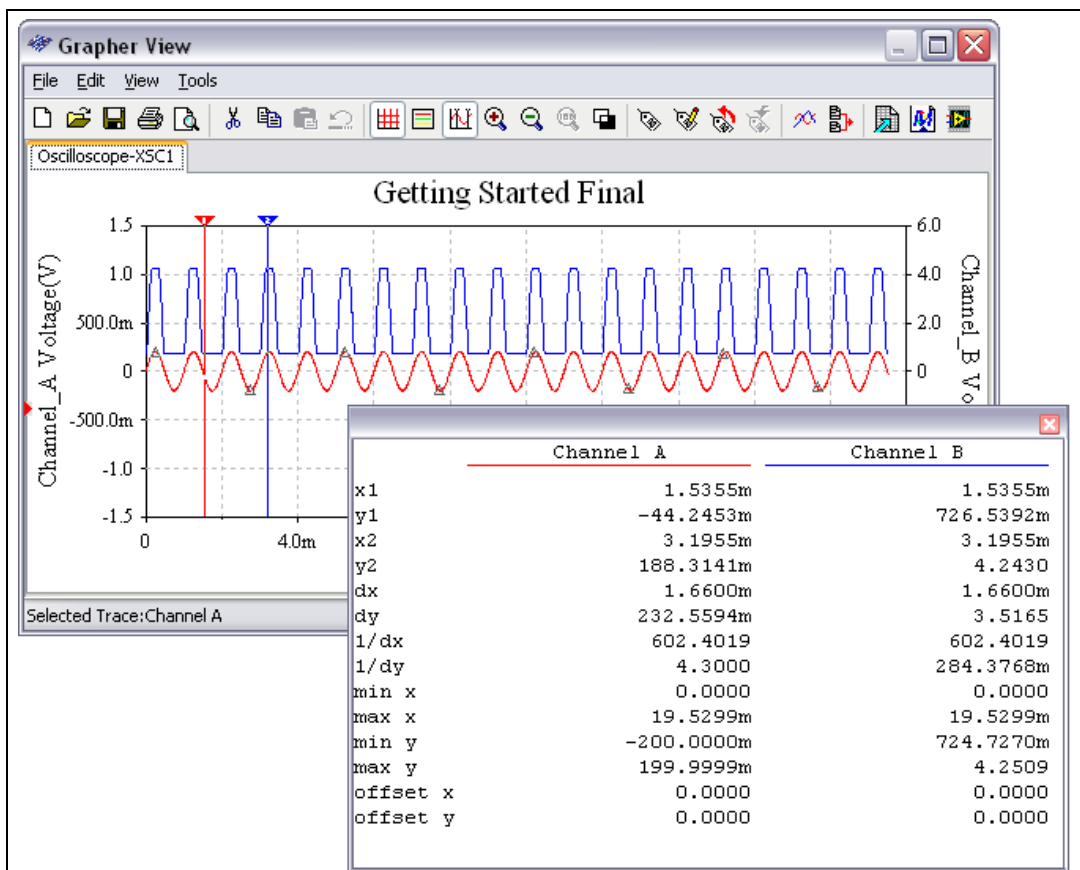 Grapher View
File Edit View Tools
Oscilloscope-XSC1
Getting Started Final
1.5
1.0
500.0m
0
-500.0m
-1.0
-1.5
Channel_A Voltage(V)
6.0
4.0
2.0
0
Channel_B Vo
1
2
0 4.0m
Selected Trace:Channel A
Channel A Channel B
x1 1.5355m 1.5355m
y1 -44.2453m 726.5392m
x2 3.1955m 3.1955m
y2 188.3141m 4.2430
dx 1.6600m 1.6600m
dy 232.5594m 3.5165
1/dx 602.4019 602.4019
1/dy 4.3000 284.3768m
min x 0.0000 0.0000
max x 19.5299m 19.5299m
min y -200.0000m 724.7270m
max y 199.9999m 4.2509
offset x 0.0000 0.0000
offset y 0.0000 0.0000